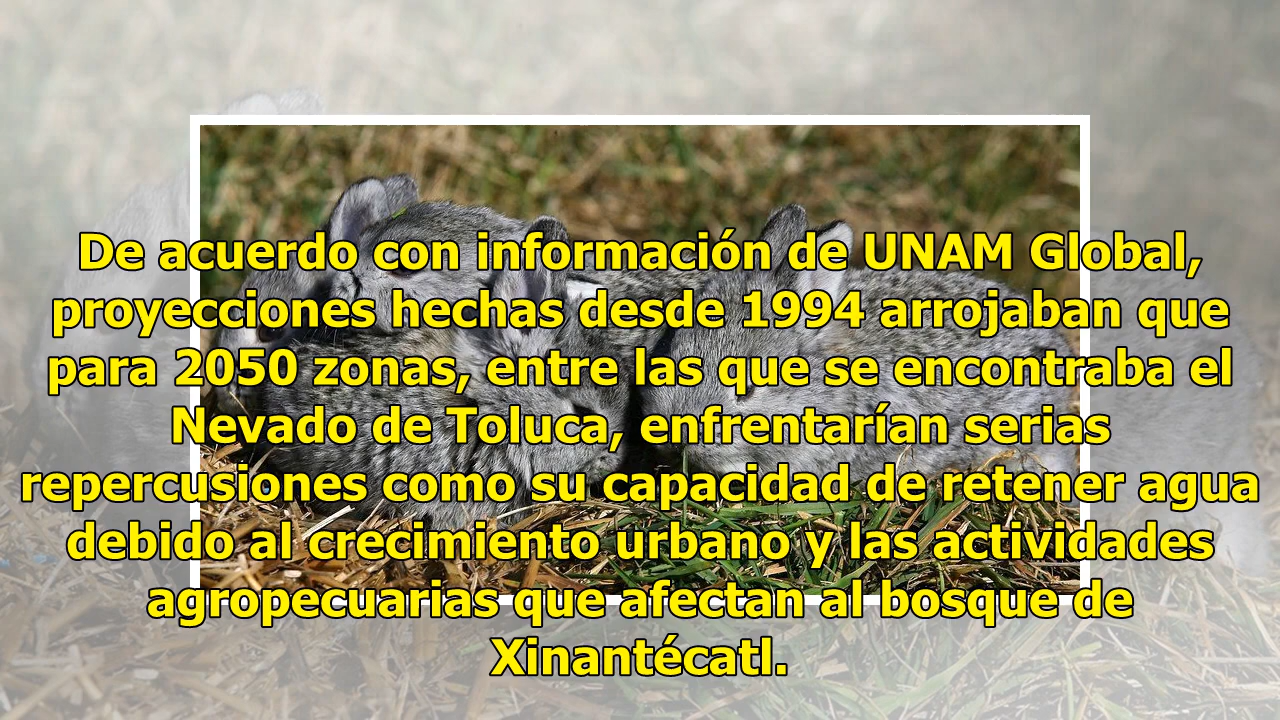 De acuerdo con información de UNAM Global,
proyecciones hechas desde 1994 arrojaban que
para 2050 zonas, entre las que se encontraba el
Nevado de Toluca, enfrentarían serias
repercusiones como su capacidad de retener agua
debido al crecimiento urbano y las actividades
agropecuarias que afectan al bosque de
Xinantécatl.